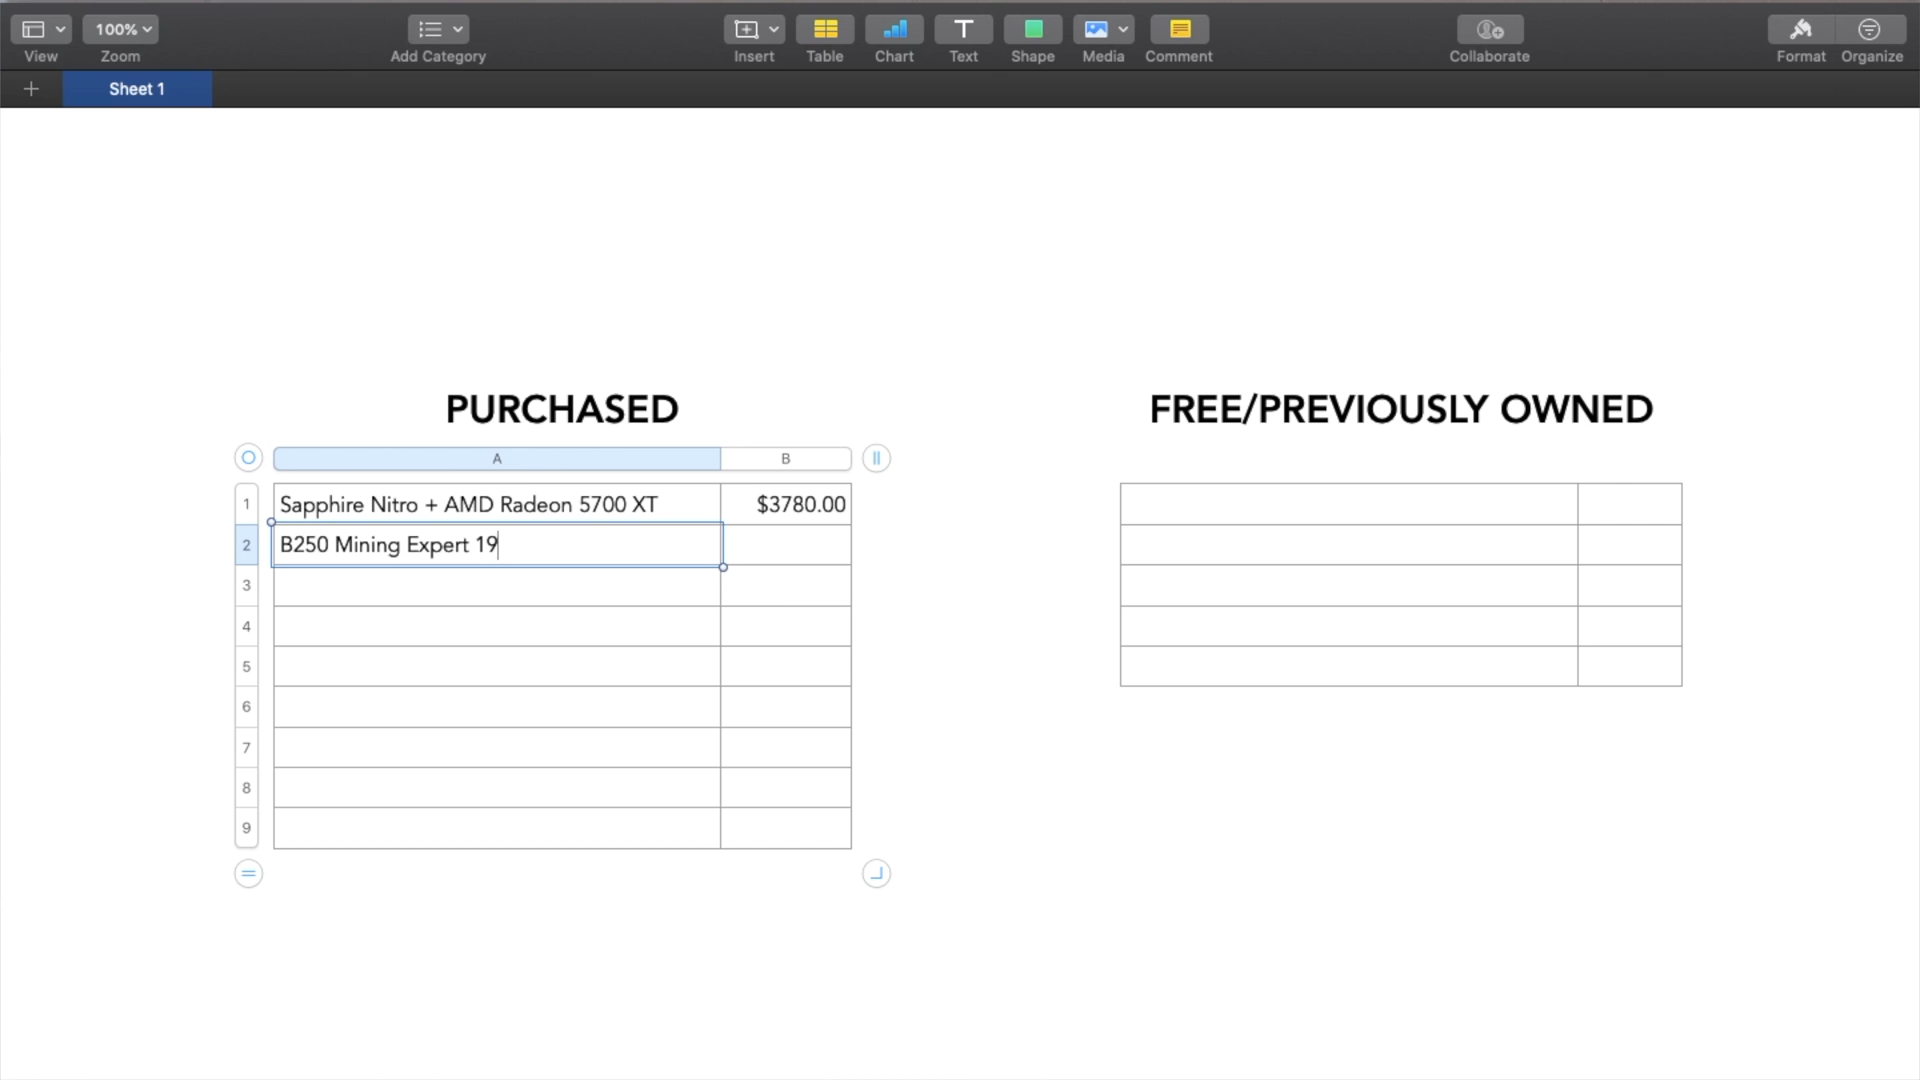 100%
View Zoom Add Category Insert Table Chart Text Shape Media Comment Collaborate Format Organize
Sheet 1
PURCHASED FREE/PREVIOUSLY OWNED
A B
1 Sapphire Nitro + AMD Radeon 5700 XT $3780.00
2 B250 Mining Expert 19
3
4
5
6
7
8
9